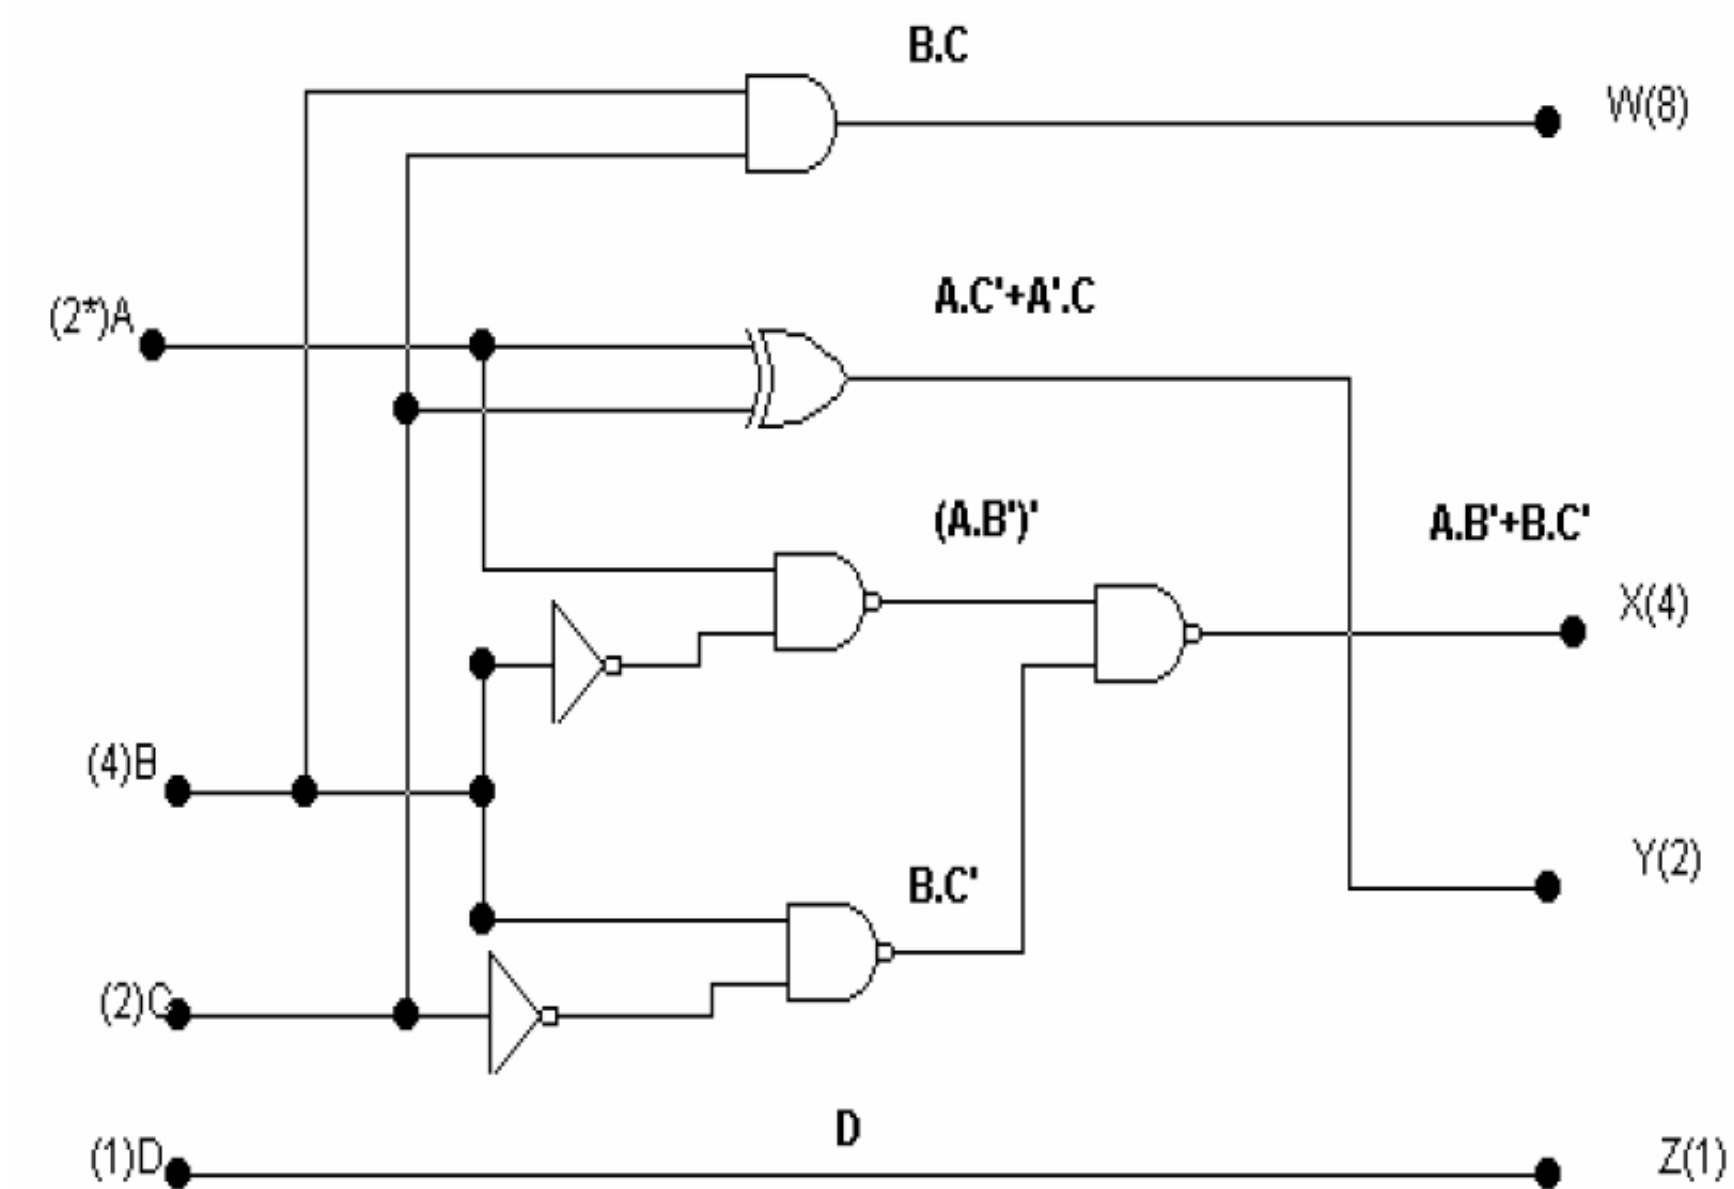 B.C
W(8)
A.C'+A'.C
(2*)A
(A.B')'
A.B'+B.C'
X(4)
(4)B
Y(2)
B.C'
(2)C
D
(1)D
Z(1)